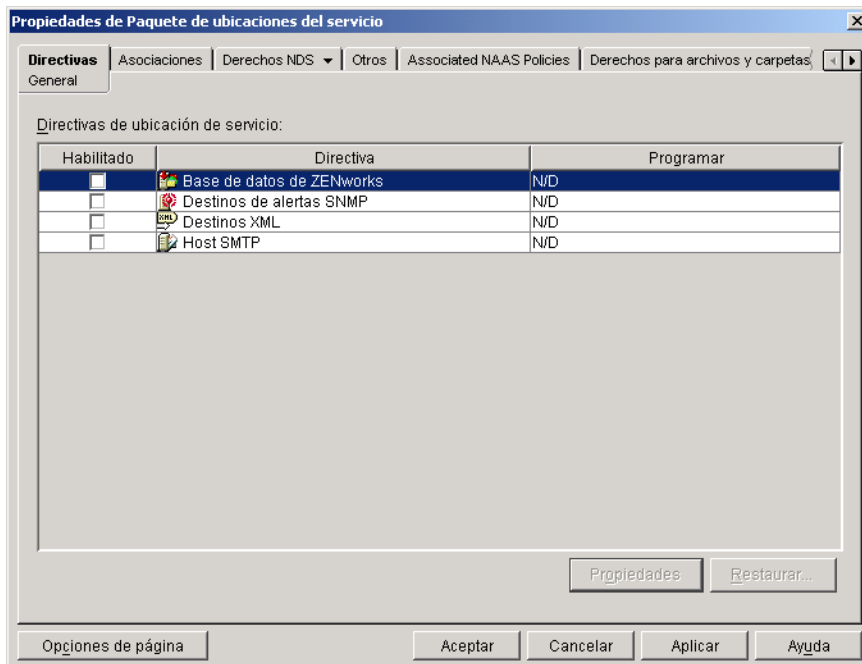 Propiedades de Paquete de ubicaciones del servicio
Directivas Asociaciones Derechos NDS Otros Associated NAAS Policies Derechos para archivos y carpetas
General
Directivas de ubicación de servicio:
Habilitado Directiva Programar
Base de datos de ZENworks N/D
Destinos de alertas SNMP N/D
XML Destinos XML N/D
Host SMTP N/D
Propiedades Restaurar...
Opciones de página Aceptar Cancelar Aplicar Ayuda